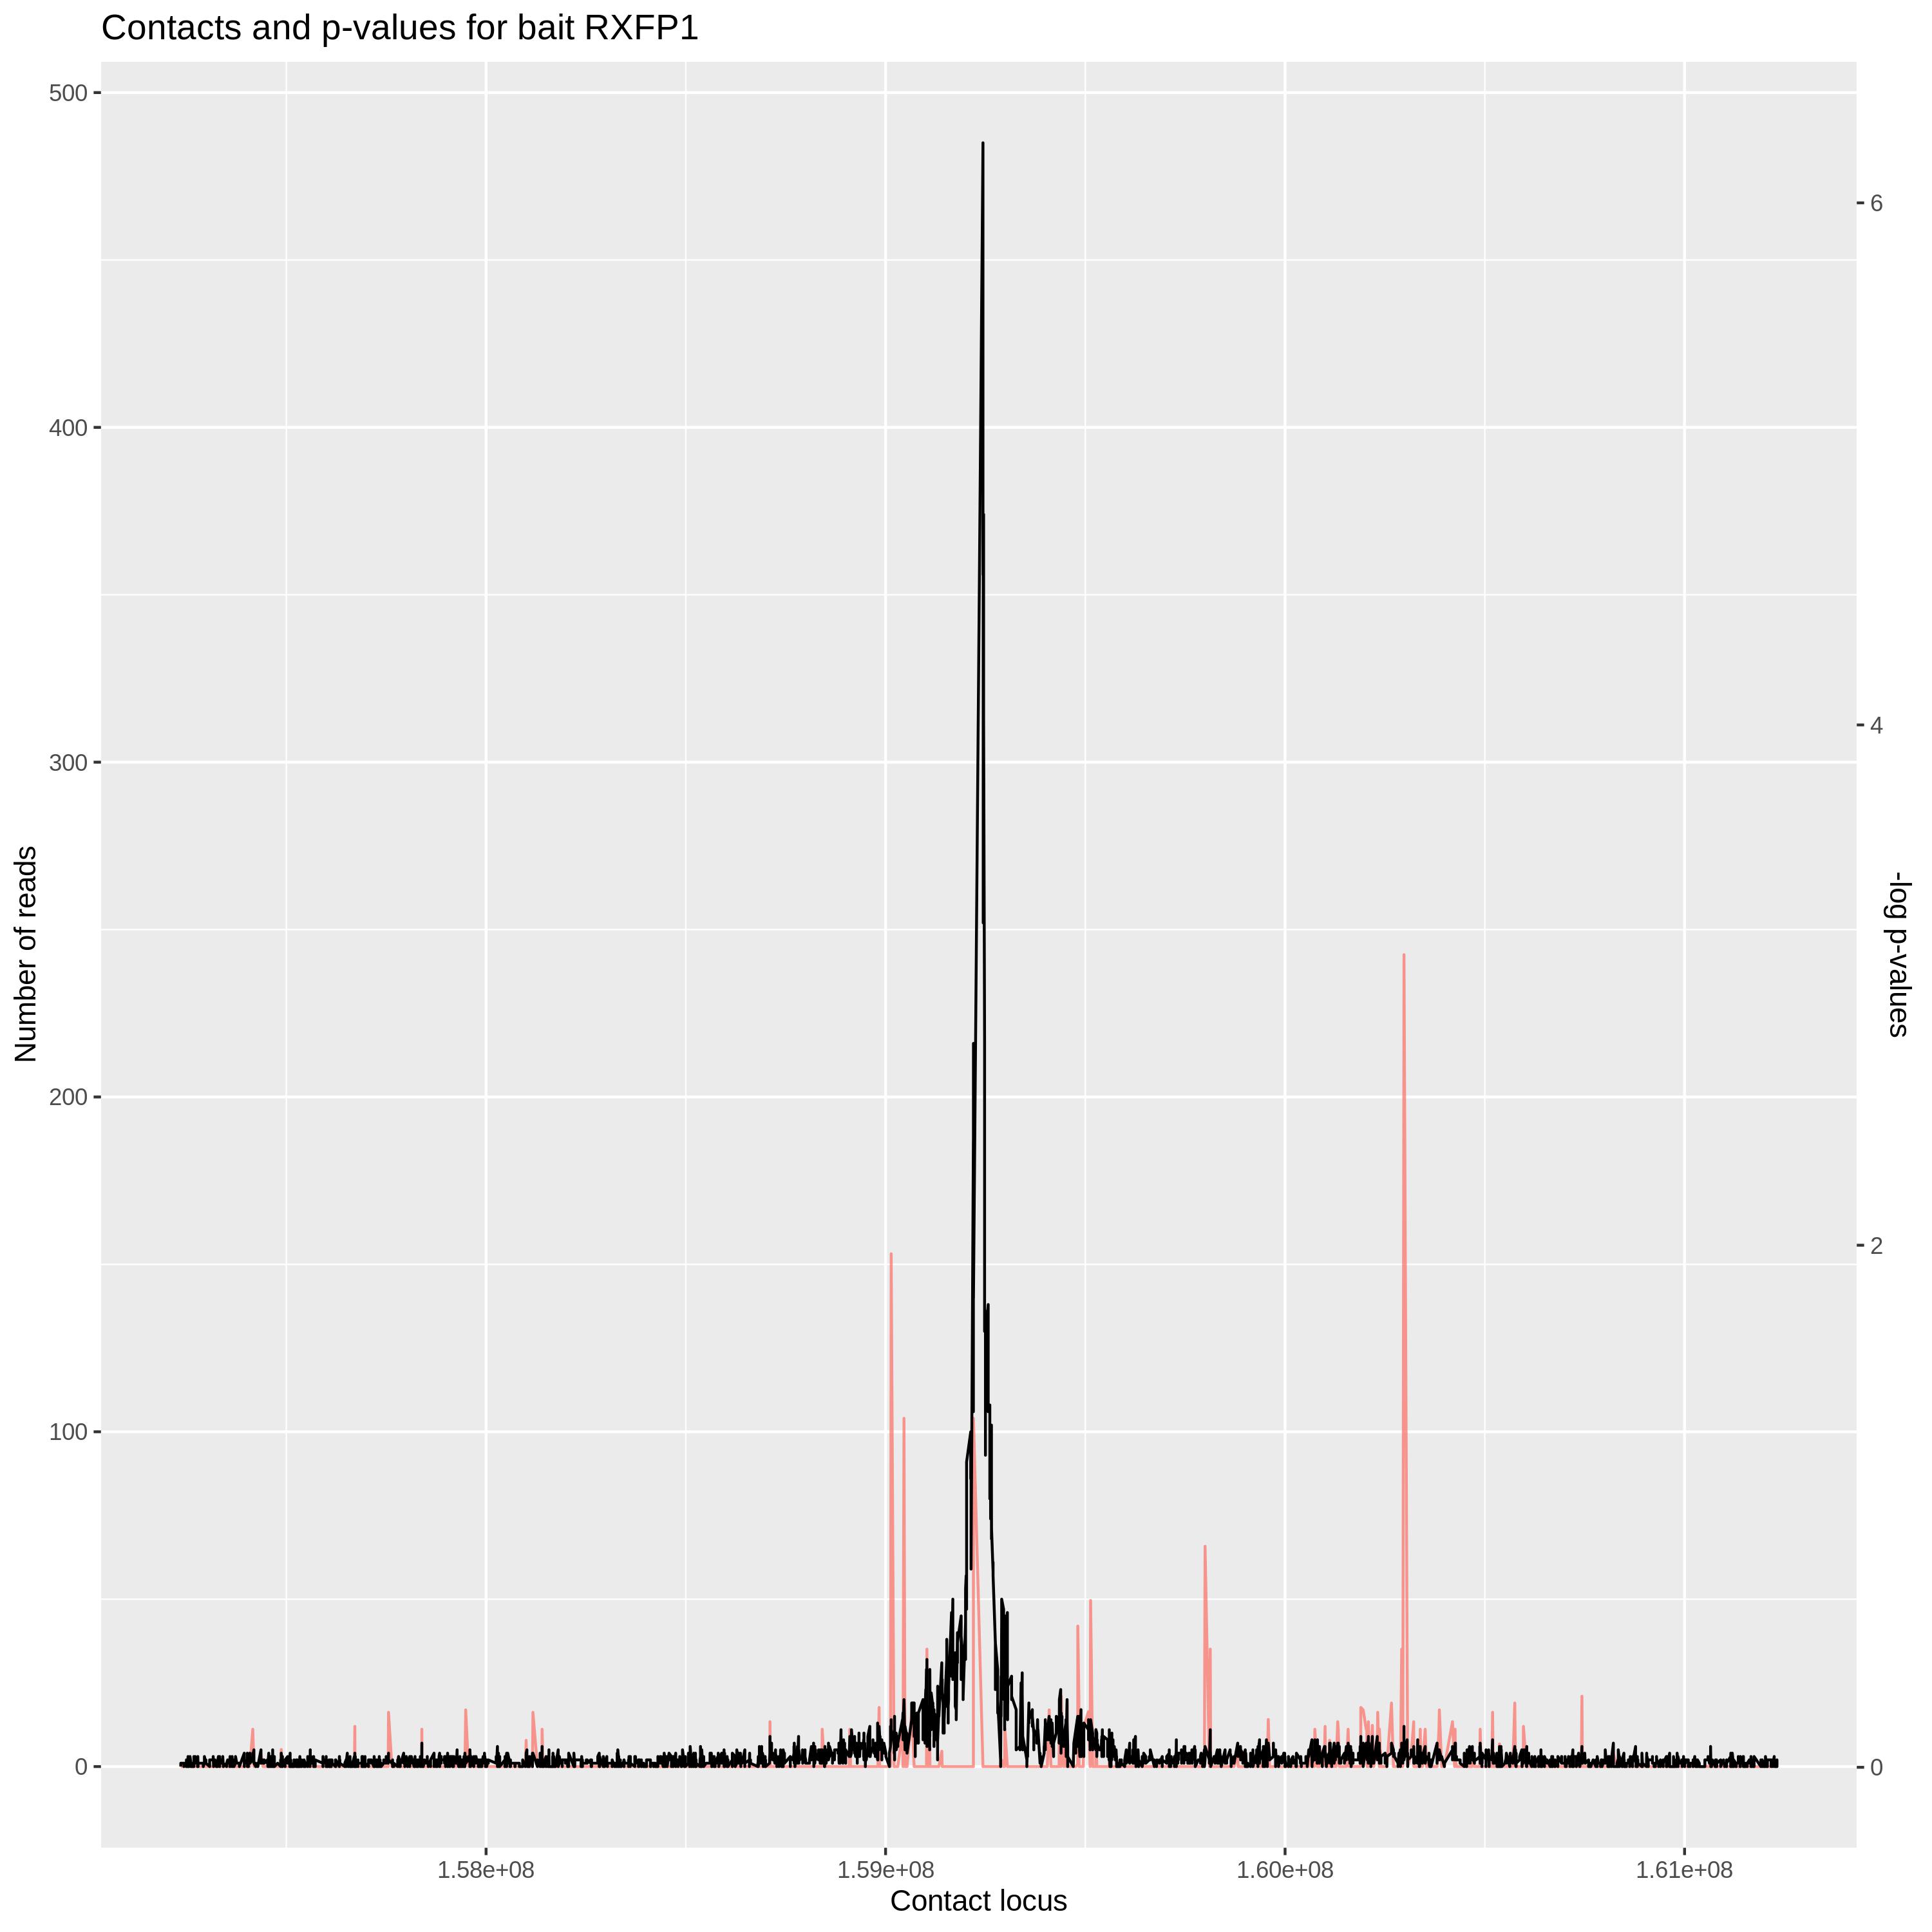 Contacts and p-values for bait RXFP1
500
400
300
200
100
0
Number of reads
6
4
2
0
-log p-values
1.58e+08
1.59e+08
1.60e+08
1.61e+08
Contact locus